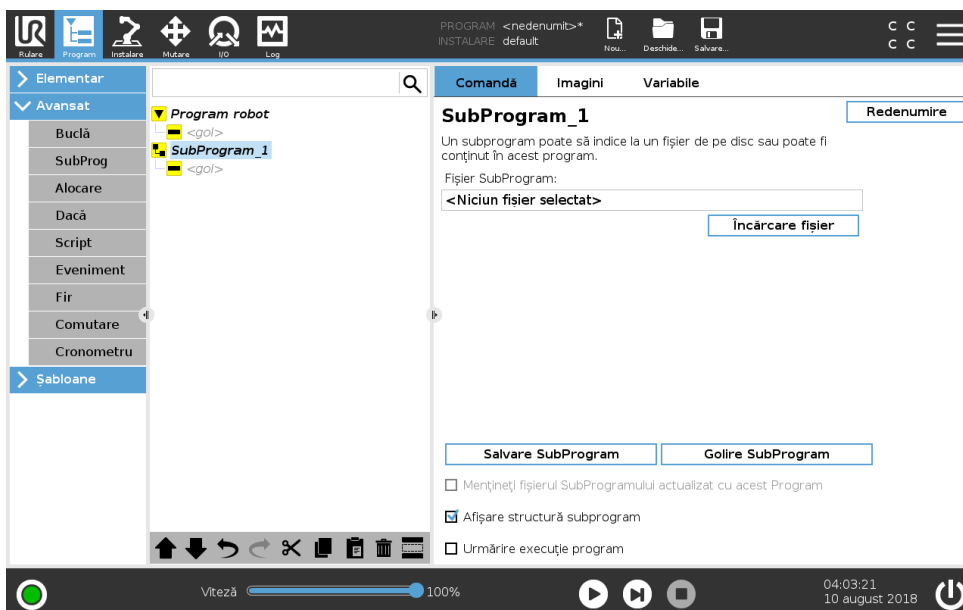 PROGRAM <nedenumit>*
INSTALARE default
Rulare Program Instalare Mutare I/O Log Nou... Deschide... Salvare...
C C
C C
Elementar
Avansat
Buclă
SubProg
Alocare
Dacă
Script
Eveniment
Fir
Comutare
Cronometru
Șabloane
Program robot
<gol>
SubProgram_1
<gol>
Comandă Imagini Variabile
SubProgram_1
Redenumire
Un subprogram poate să indice la un fișier de pe disc sau poate fi
conținut în acest program.
Fișier SubProgram:
<Niciun fișier selectat>
Încărcare fișier
Salvare SubProgram Golire SubProgram
Mențineți fișierul SubProgramului actualizat cu acest Program
Afișare structură subprogram
Urmărire execuție program
Viteză 100%
04:03:21
10 august 2018